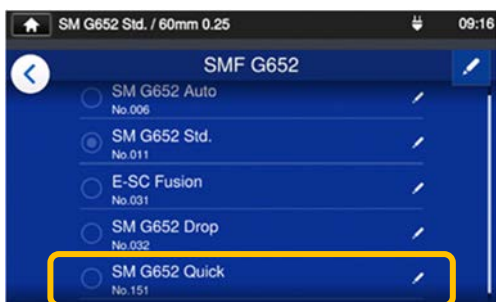 SM G652 Std. / 60mm 0.25 09:16
SMF G652
SM G652 Auto
No.006
SM G652 Std.
No.011
E-SC Fusion
No.031
SM G652 Drop
No.032
SM G652 Quick
No.151